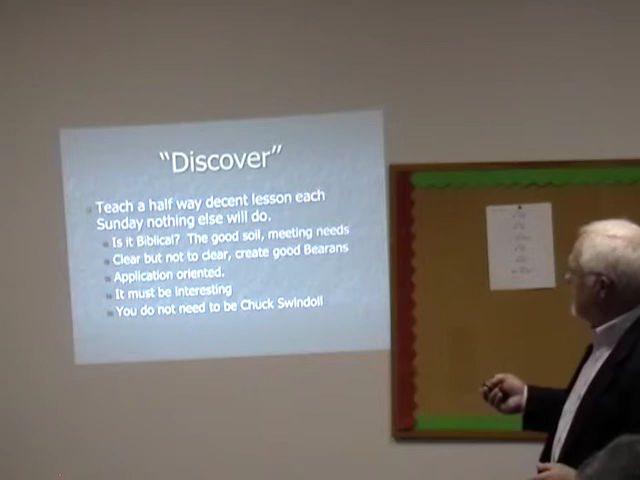 “Discover”
Teach a half way decent lesson each
Sunday nothing else will do.
Is it Biblical? The good soil, meeting needs
Clear but not to clear, create good Bearans
Application oriented.
It must be interesting
You do not need to be Chuck Swindoll